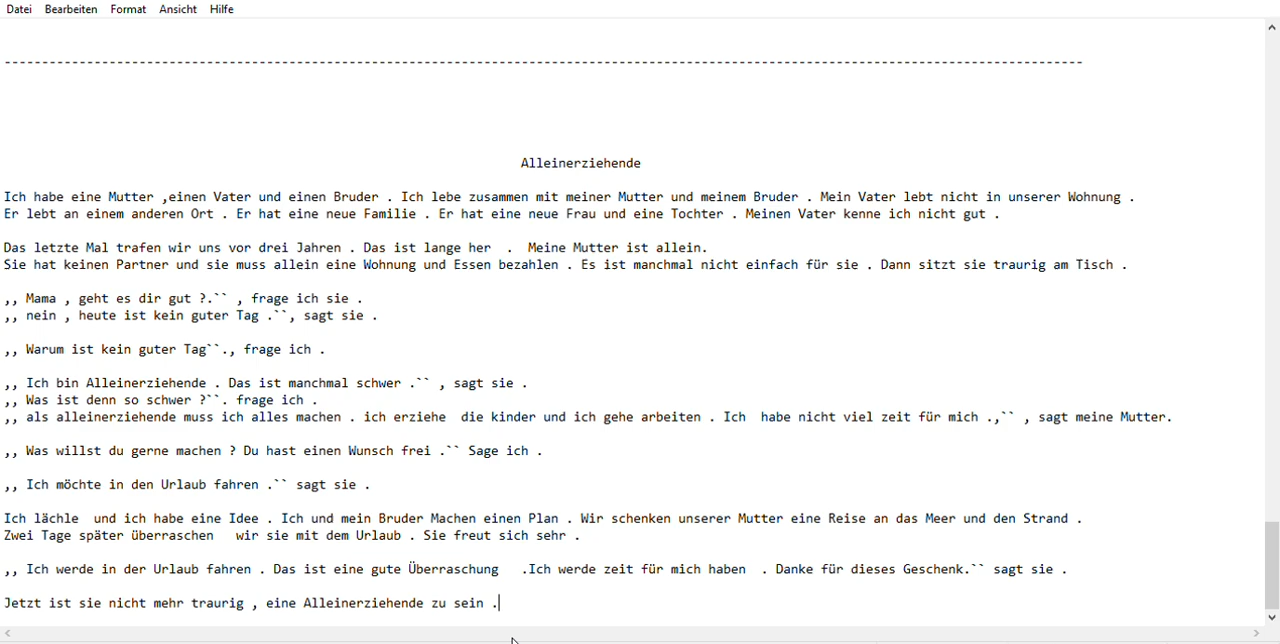 Datei Bearbeiten Format Ansicht Hilfe
------------------------------------------------------------------------------------------------------------------------------------------------
Alleinerziehende
Ich habe eine Mutter ,einen Vater und einen Bruder . Ich lebe zusammen mit meiner Mutter und meinem Bruder . Mein Vater lebt nicht in unserer Wohnung .
Er lebt an einem anderen Ort . Er hat eine neue Familie . Er hat eine neue Frau und eine Tochter . Meinen Vater kenne ich nicht gut .
Das letzte Mal trafen wir uns vor drei Jahren . Das ist lange her  .  Meine Mutter ist allein.
Sie hat keinen Partner und sie muss allein eine Wohnung und Essen bezahlen . Es ist manchmal nicht einfach für sie . Dann sitzt sie traurig am Tisch .
,, Mama , geht es dir gut ?.`` , frage ich sie .
,, nein , heute ist kein guter Tag .``, sagt sie .
,, Warum ist kein guter Tag``., frage ich .
,, Ich bin Alleinerziehende . Das ist manchmal schwer .`` , sagt sie .
,, Was ist denn so schwer ?``. frage ich .
,, als alleinerziehende muss ich alles machen . ich erziehe  die kinder und ich gehe arbeiten . Ich  habe nicht viel zeit für mich .,`` , sagt meine Mutter.
,, Was willst du gerne machen ? Du hast einen Wunsch frei .`` Sage ich .
,, Ich möchte in den Urlaub fahren .`` sagt sie .
Ich lächle  und ich habe eine Idee . Ich und mein Bruder Machen einen Plan . Wir schenken unserer Mutter eine Reise an das Meer und den Strand .
Zwei Tage später überraschen   wir sie mit dem Urlaub . Sie freut sich sehr .
,, Ich werde in der Urlaub fahren . Das ist eine gute Überraschung   .Ich werde zeit für mich haben  . Danke für dieses Geschenk.`` sagt sie .
Jetzt ist sie nicht mehr traurig , eine Alleinerziehende zu sein .